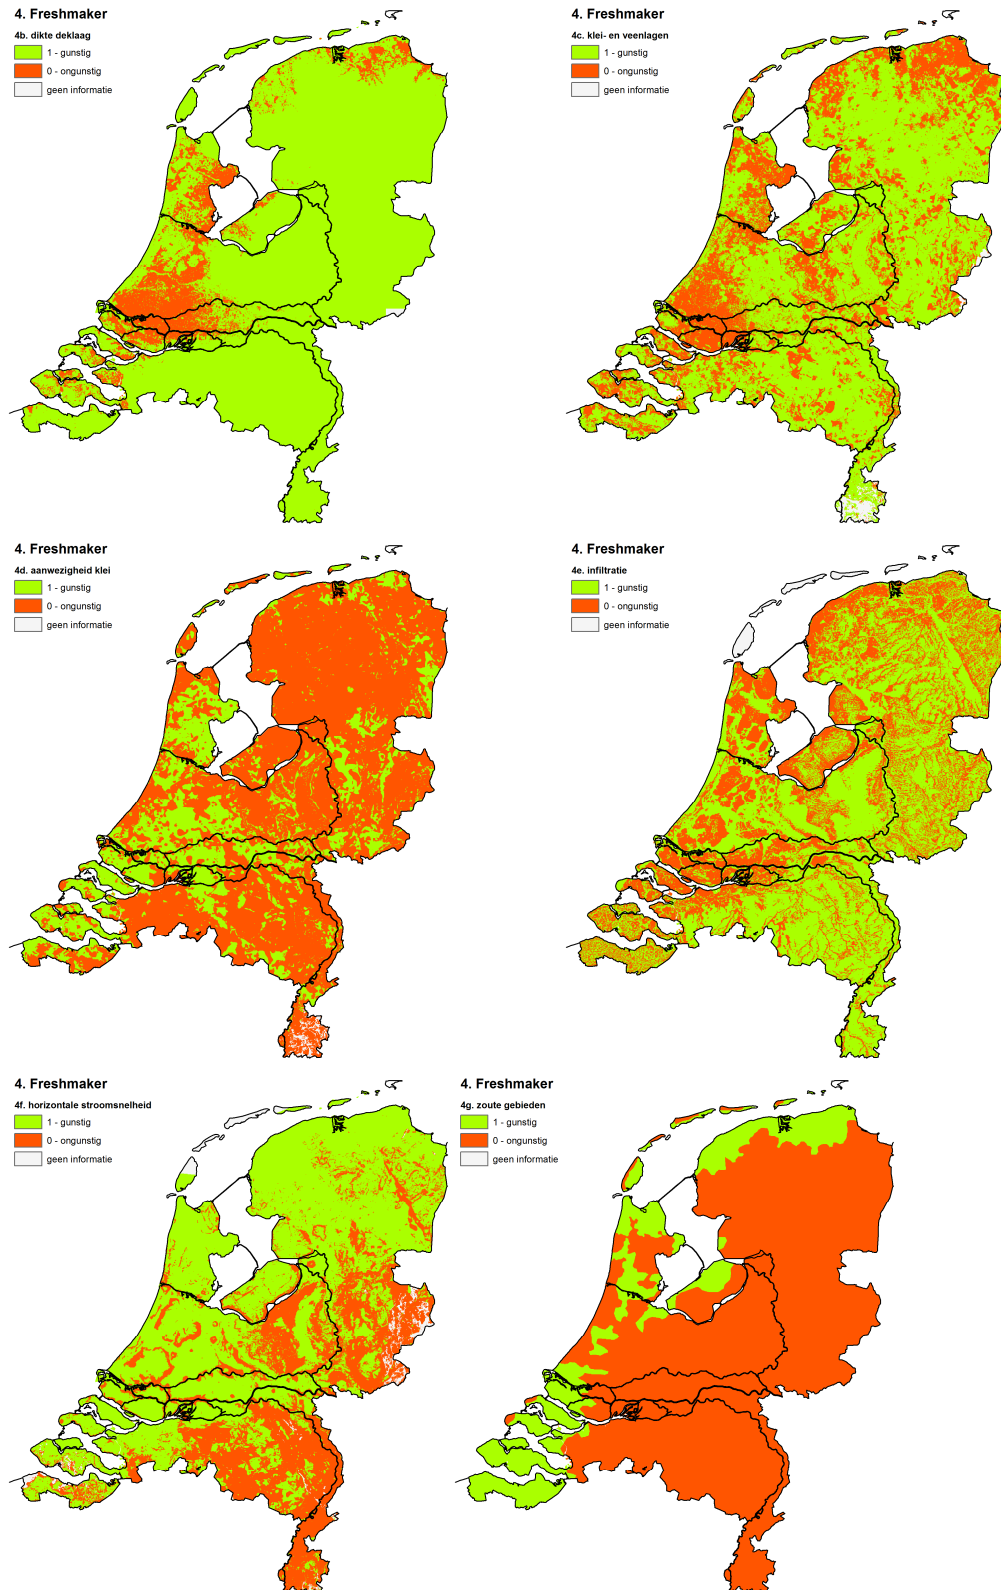 4. Freshmaker
4b. dikte deklaag
1 - gunstig
0 - ongunstig
geen informatie
4. Freshmaker
4c. klei- en veenlagen
1 - gunstig
0 - ongunstig
geen informatie
4. Freshmaker
4d. aanwezigheid klei
1 - gunstig
0 - ongunstig
geen informatie
4. Freshmaker
4e. infiltratie
1 - gunstig
0 - ongunstig
geen informatie
4. Freshmaker
4f. horizontale stroomsnelheid
1 - gunstig
0 - ongunstig
geen informatie
4. Freshmaker
4g. zoute gebieden
1 - gunstig
0 - ongunstig
geen informatie